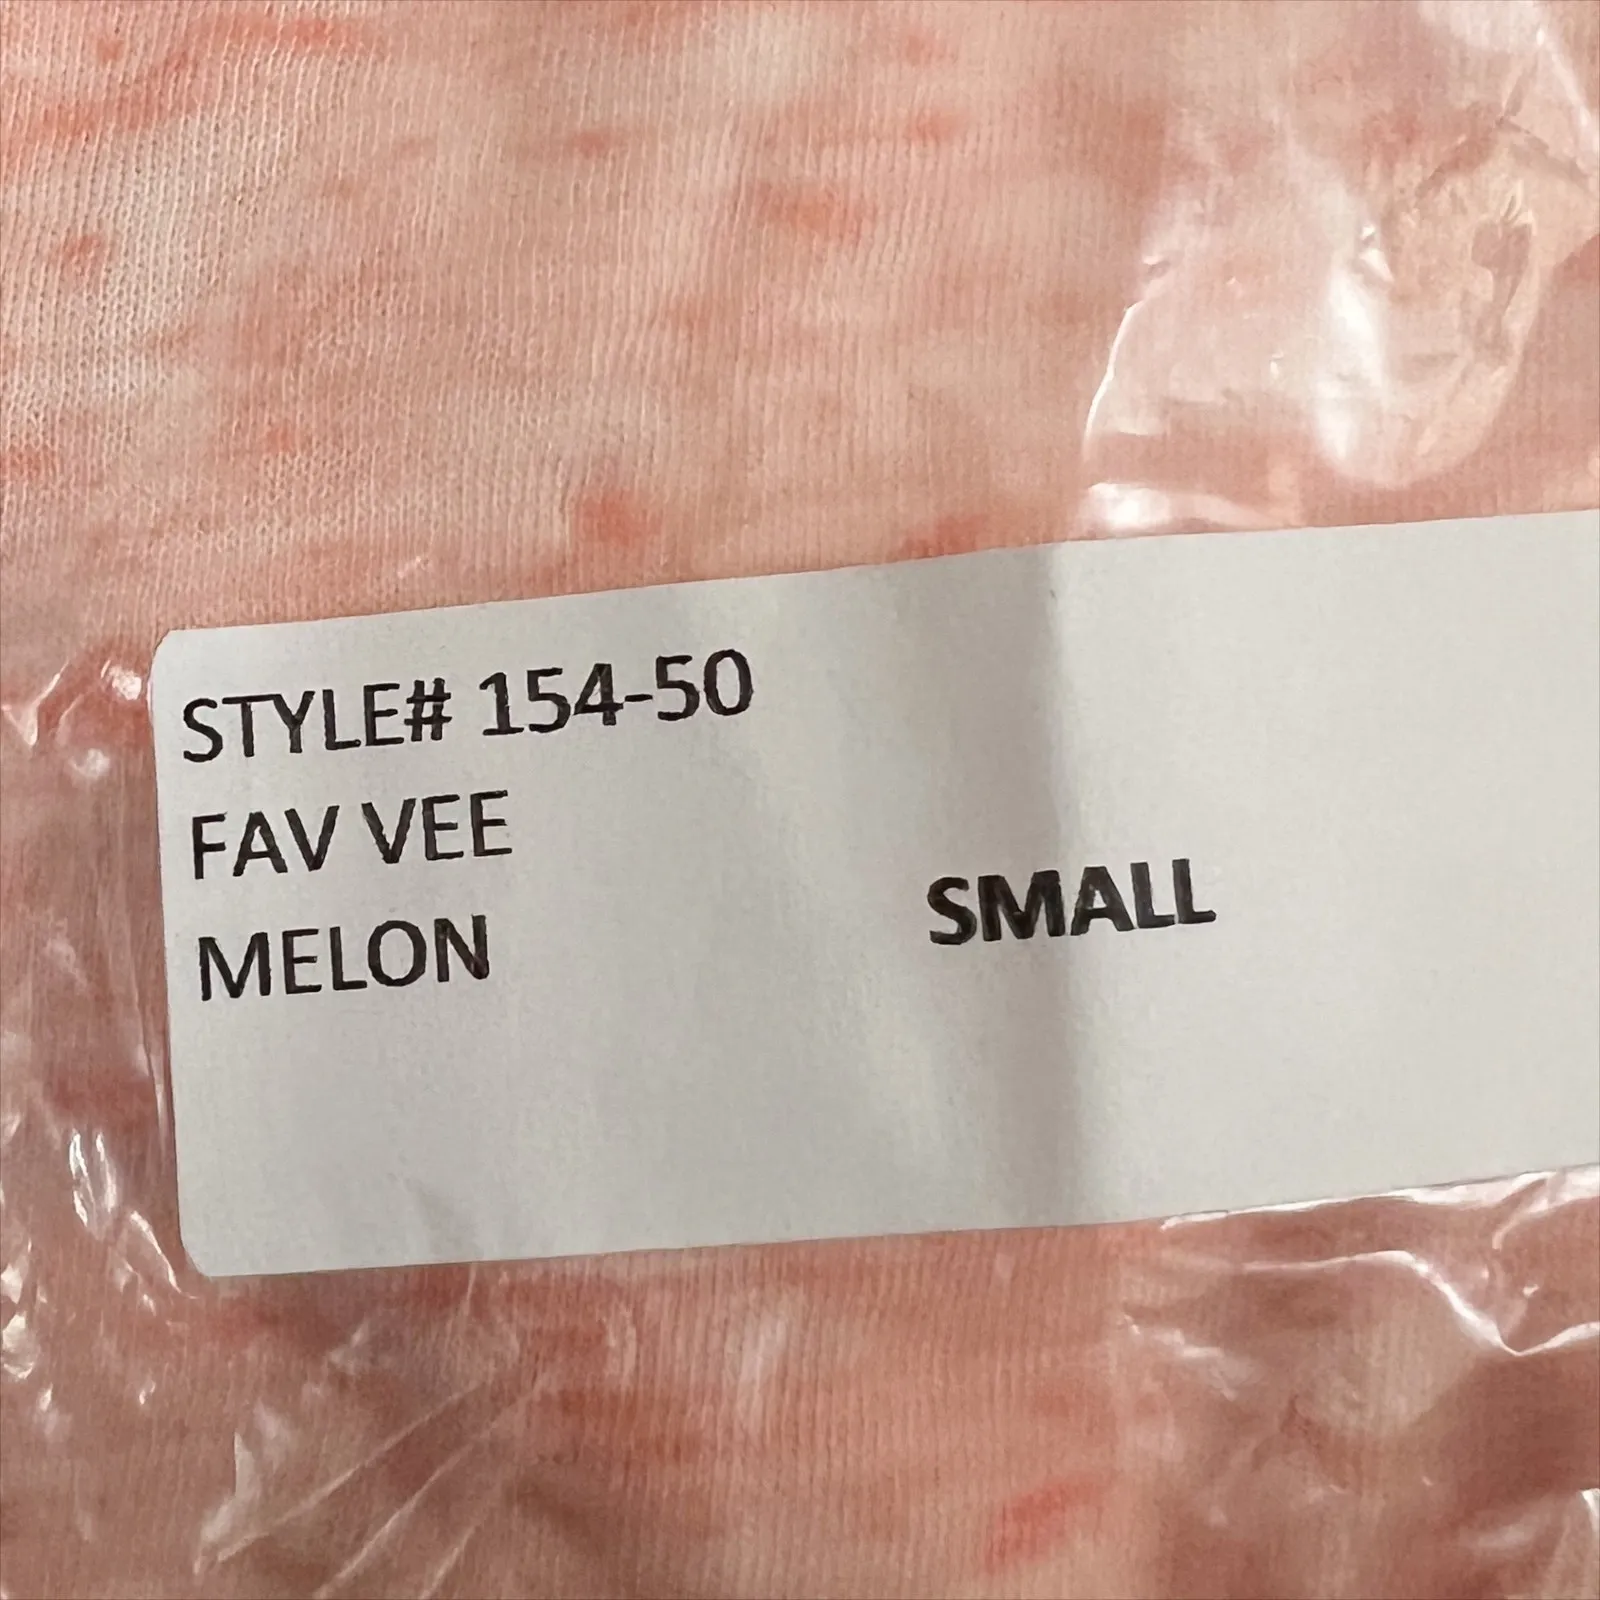 STYLE# 154-50
FAV VEE
MELON
SMALL